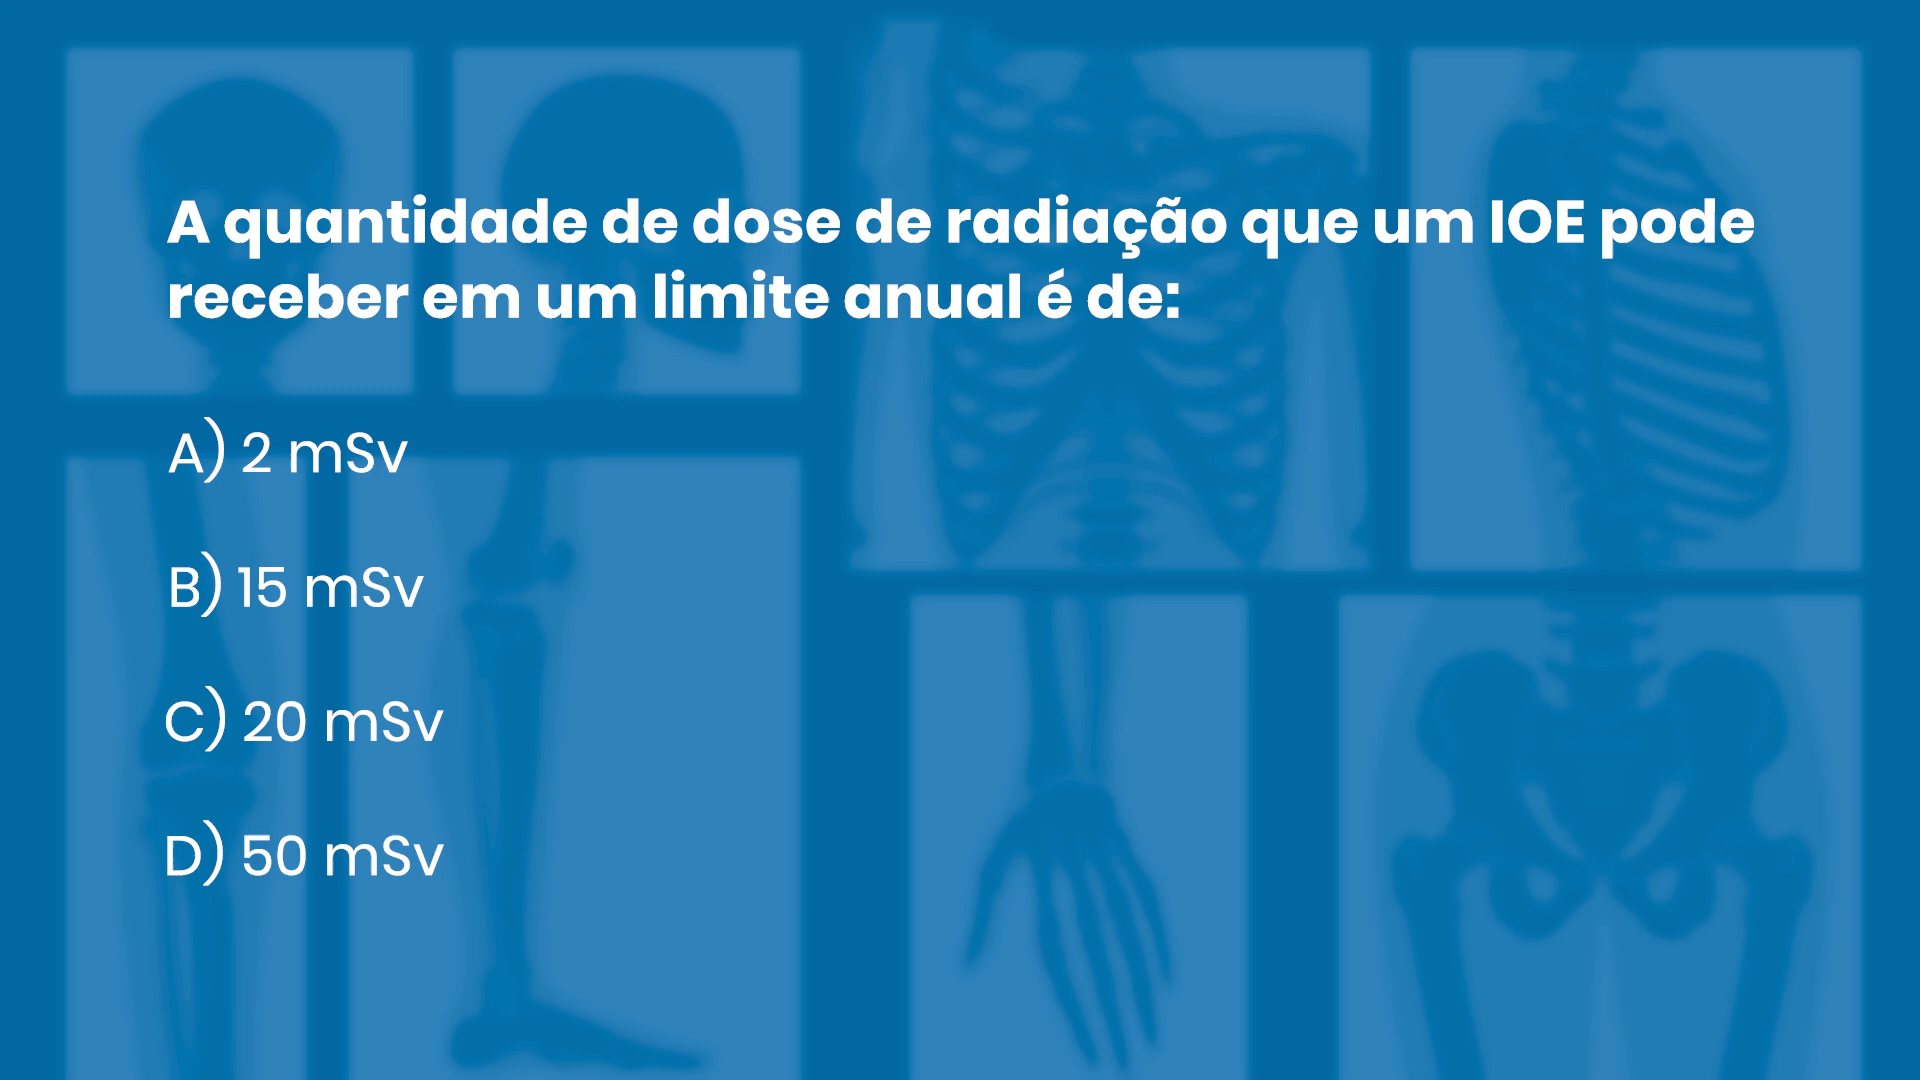 A quantidade de dose de radiação que um IOE pode
receber em um limite anual é de:
A) 2 mSv
B) 15 mSv
C) 20 mSv
D) 50 mSv